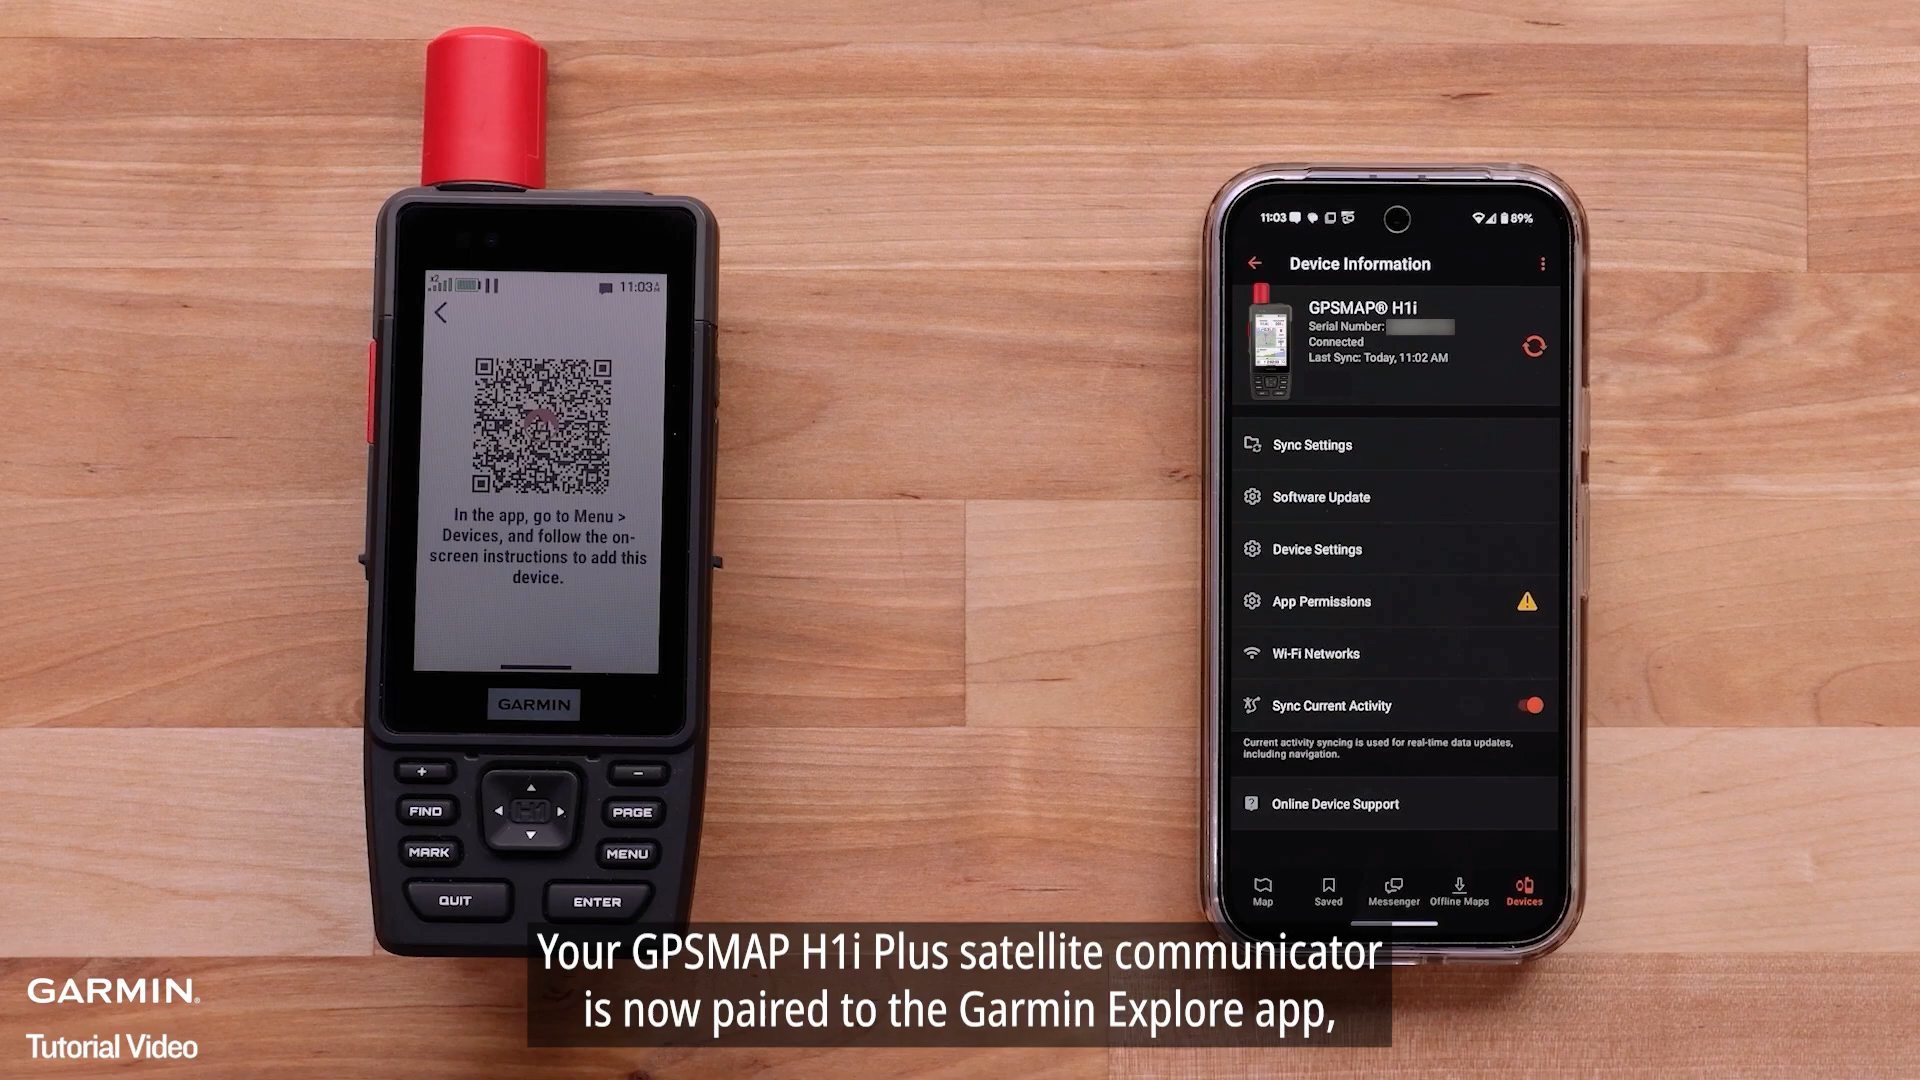 x2
11:03
In the app, go to Menu >
Devices, and follow the on-
screen instructions to add this
device.
GARMIN
+
−
FIND
H1
PAGE
MARK
MENU
QUIT
ENTER
11:03
89%
Device Information
GPSMAP® H1i
Serial Number:
Connected
Last Sync: Today, 11:02 AM
Sync Settings
Software Update
Device Settings
App Permissions
Wi-Fi Networks
Sync Current Activity
Current activity syncing is used for real-time data updates,
including navigation.
Online Device Support
Map
Saved
Messenger
Offline Maps
Devices
Your GPSMAP H1i Plus satellite communicator
is now paired to the Garmin Explore app,
GARMIN®
Tutorial Video